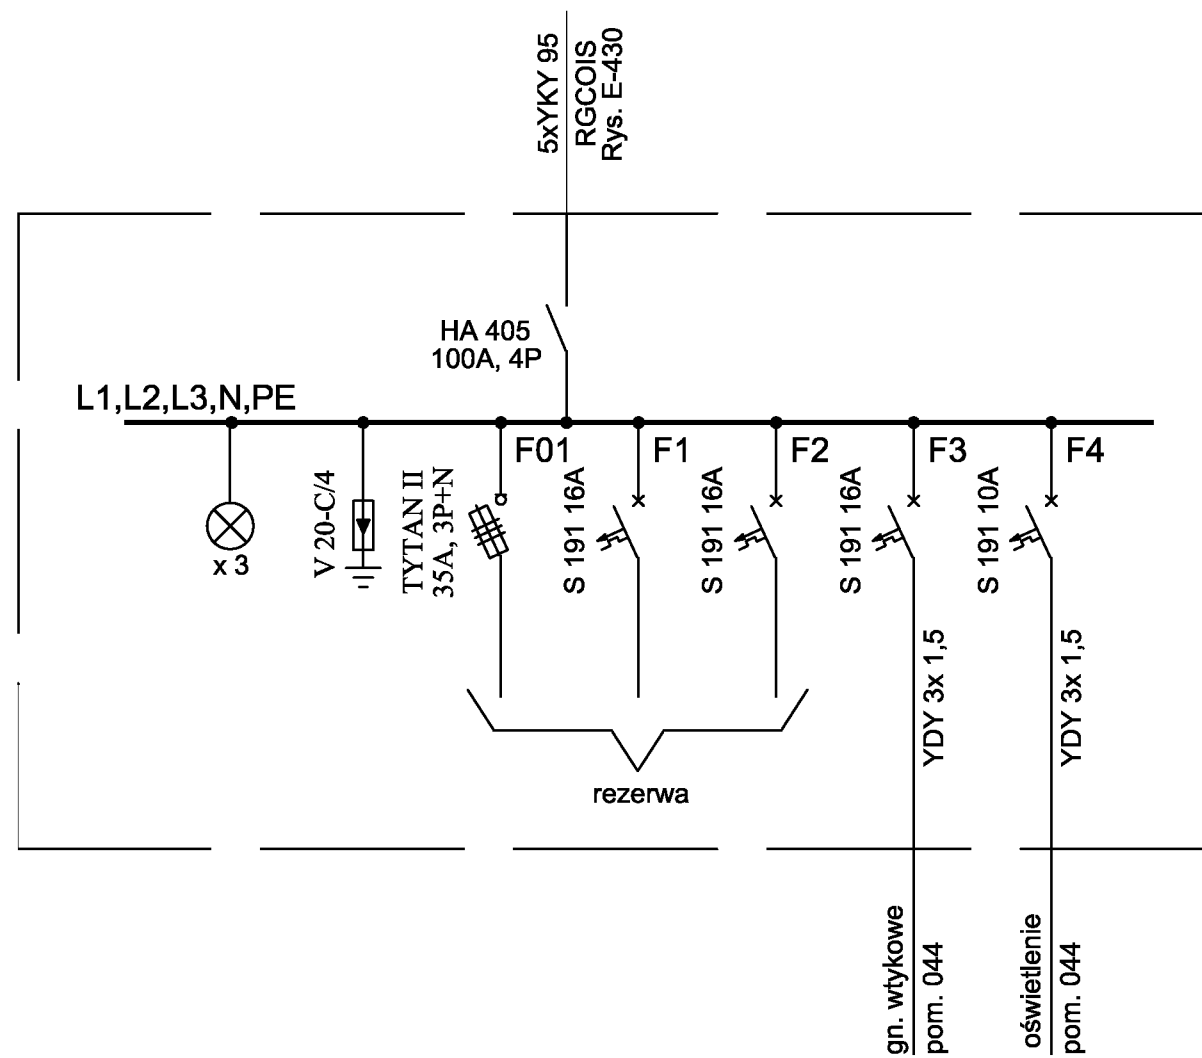 5xYKY 95
RGCOIS
Rys. E-430
HA 405
100A, 4P
L1,L2,L3,N,PE
x 3
V 20-C/4
F01
TYTAN II
35A, 3P+N
F1
S 191 16A
F2
S 191 16A
F3
S 191 16A
F4
S 191 10A
YDY 3x 1,5
YDY 3x 1,5
rezerwa
gn. wtykowe
pom. 044
oświetlenie
pom. 044